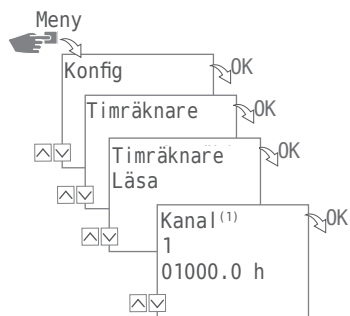 Meny
Konfig
OK
Timräknare
OK
Timräknare
Läsa
OK
Kanal(1)
OK
1
01000.0 h